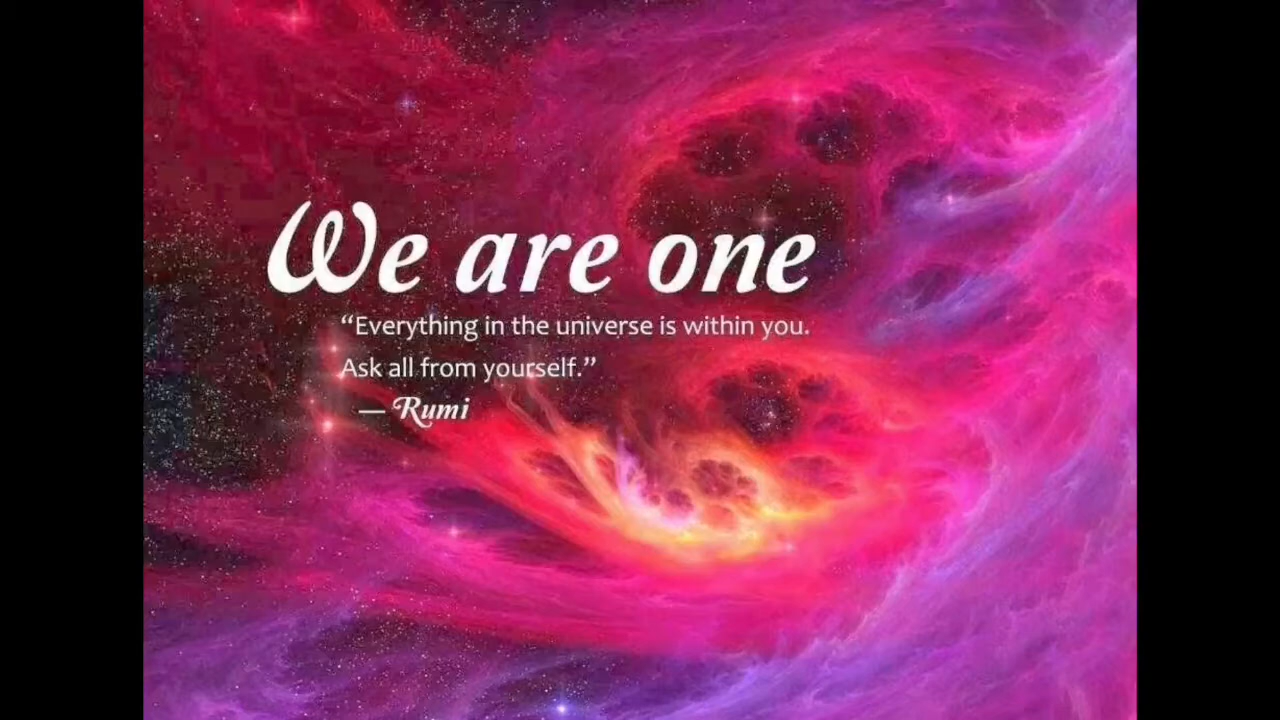 We are one
“Everything in the universe is within you.
Ask all from yourself.”
— Rumi